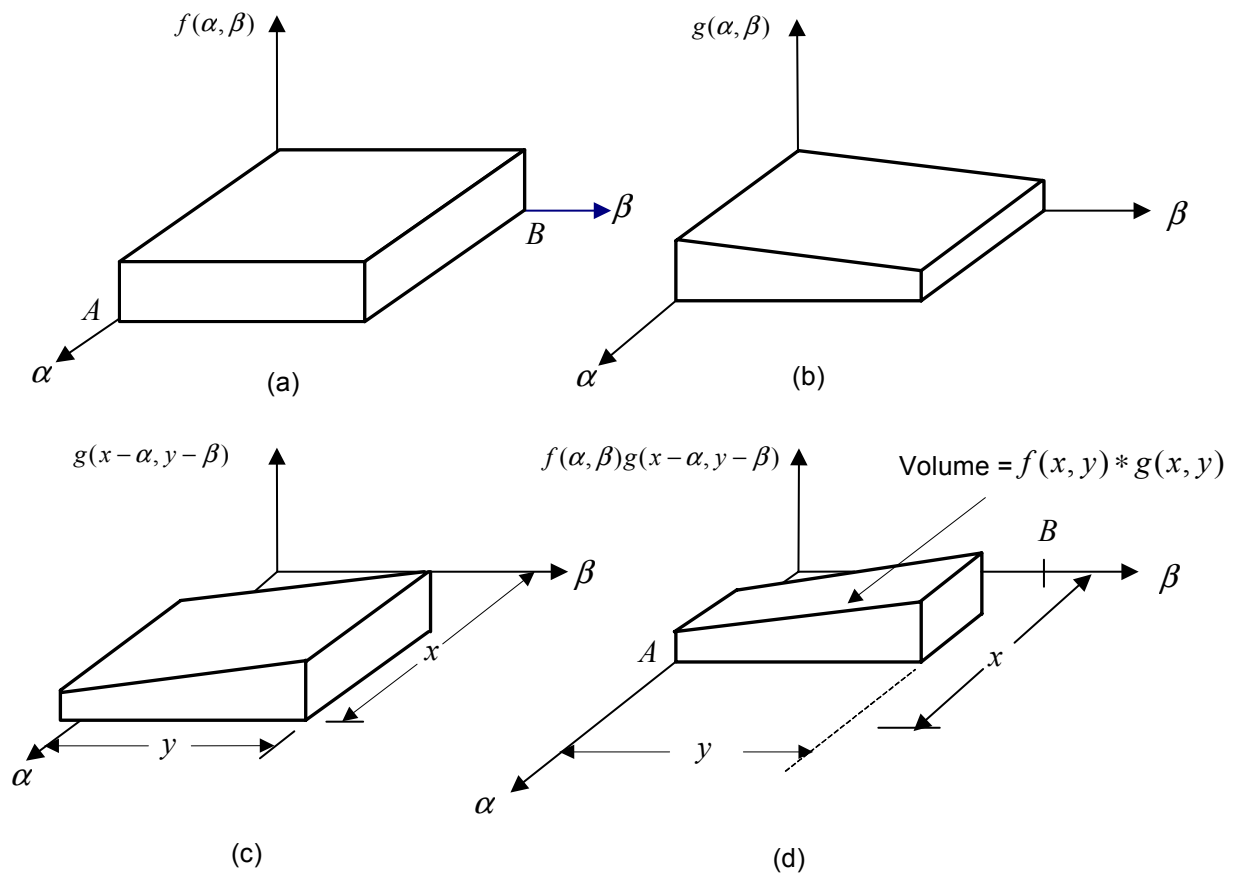 f(α, β)
g(α, β)
β
B
A
α
(a)
β
α
(b)
g(x − α, y − β)
f(α, β)g(x − α, y − β)
Volume = f(x, y) * g(x, y)
β
x
y
α
(c)
B
β
A
x
y
α
(d)